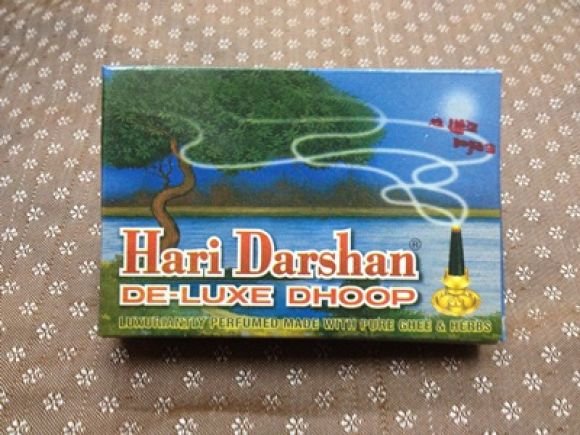 Hari Darshan®
DE-LUXE DHOOP
LUXURIANTLY PERFUMED MADE WITH PURE GHEE & HERBS